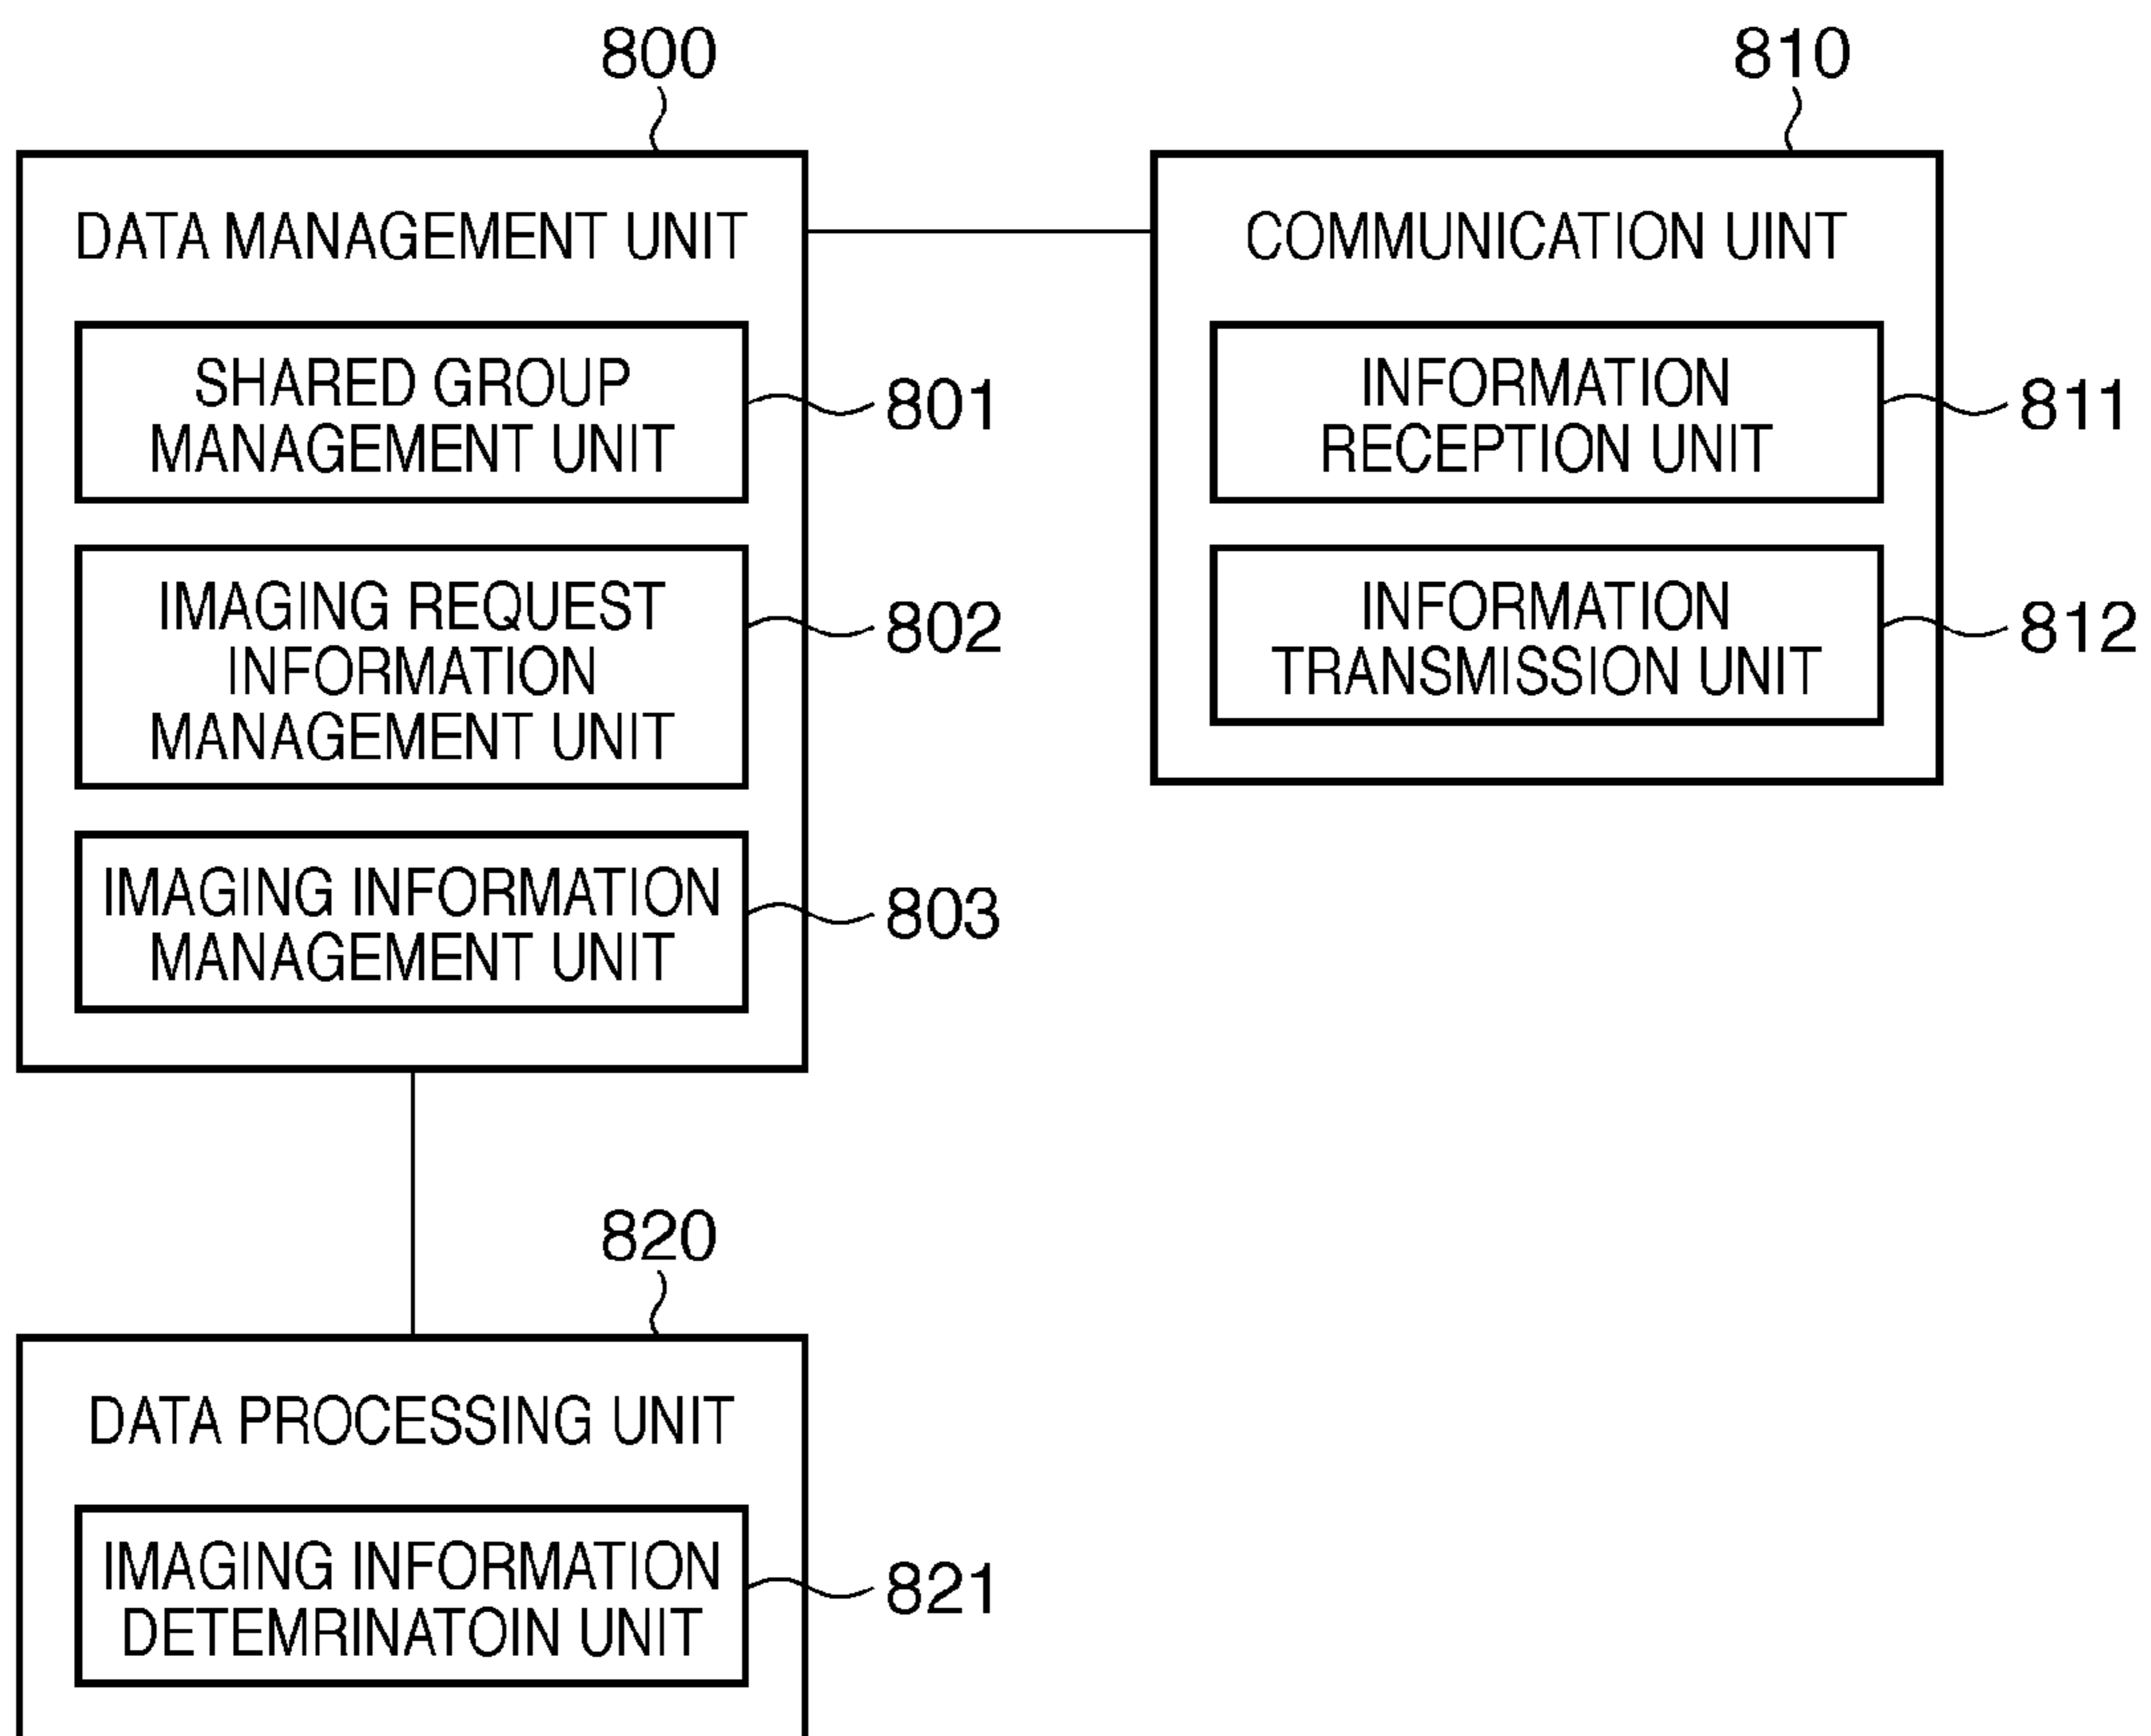 800
DATA MANAGEMENT UNIT
SHARED GROUP
MANAGEMENT UNIT
801
IMAGING REQUEST
INFORMATION
MANAGEMENT UNIT
802
IMAGING INFORMATION
MANAGEMENT UNIT
803
810
COMMUNICATION UINT
INFORMATION
RECEPTION UNIT
811
INFORMATION
TRANSMISSION UNIT
812
820
DATA PROCESSING UNIT
IMAGING INFORMATION
DETEMRINATOIN UNIT
821